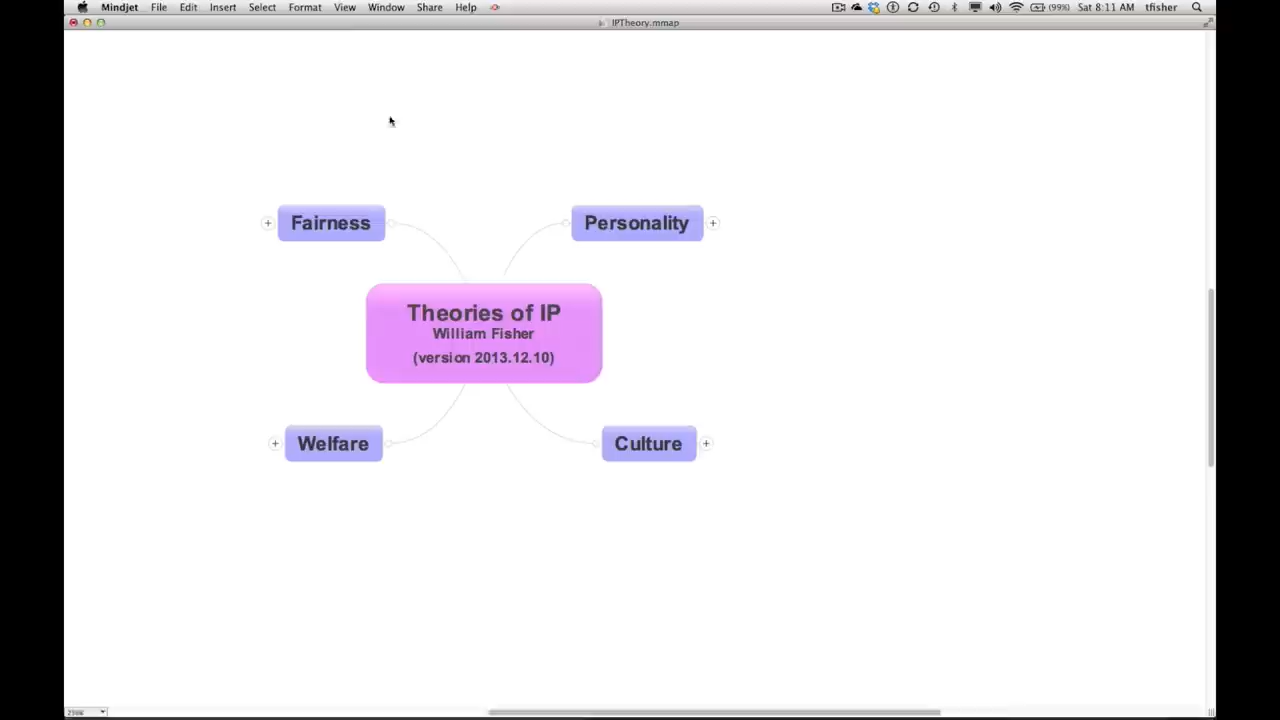 Mindjet File Edit Insert Select Format View Window Share Help (99%) Sat 8:11 AM tfisher
IPTheory.mmap
Fairness
Personality
Theories of IP
William Fisher
(version 2013.12.10)
Welfare
Culture